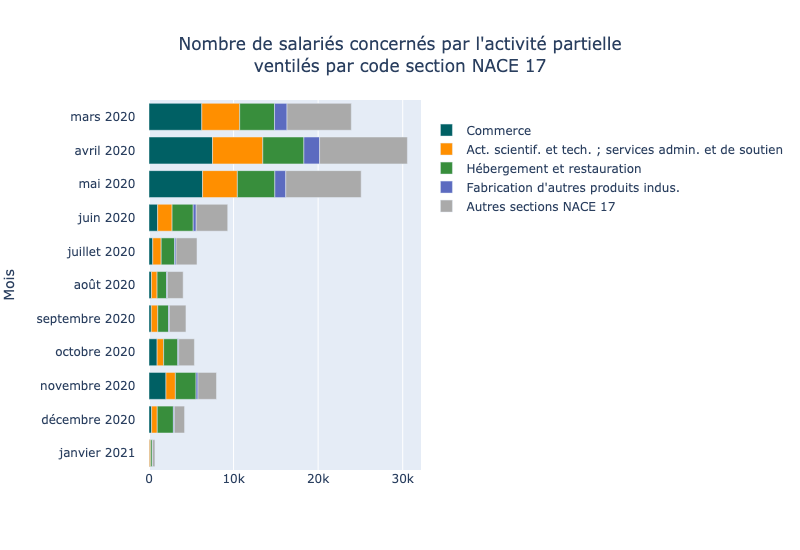 Nombre de salariés concernés par l'activité partielle
ventilés par code section NACE 17
Mois
mars 2020
avril 2020
mai 2020
juin 2020
juillet 2020
août 2020
septembre 2020
octobre 2020
novembre 2020
décembre 2020
janvier 2021
0
10k
20k
30k
Commerce
Act. scientif. et tech. ; services admin. et de soutien
Hébergement et restauration
Fabrication d'autres produits indus.
Autres sections NACE 17